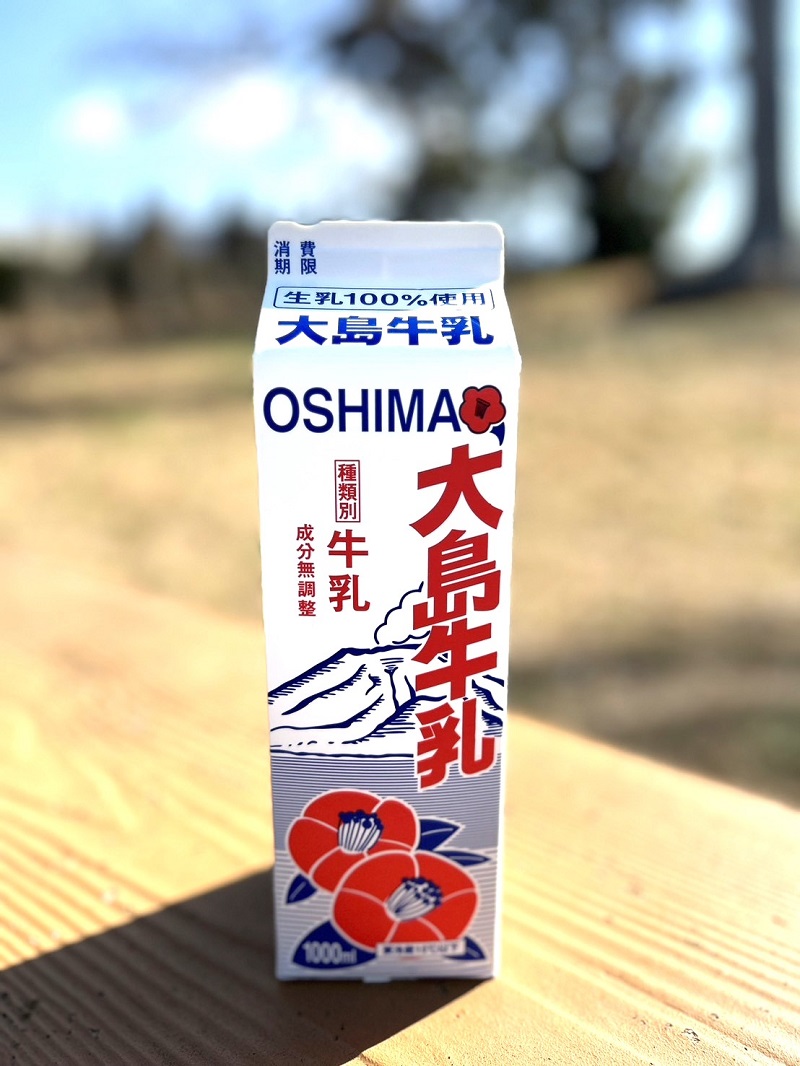 消費
期限
生乳100%使用
大島牛乳
OSHIMA
大島牛乳
種類別
牛乳
成分無調整
1000ml